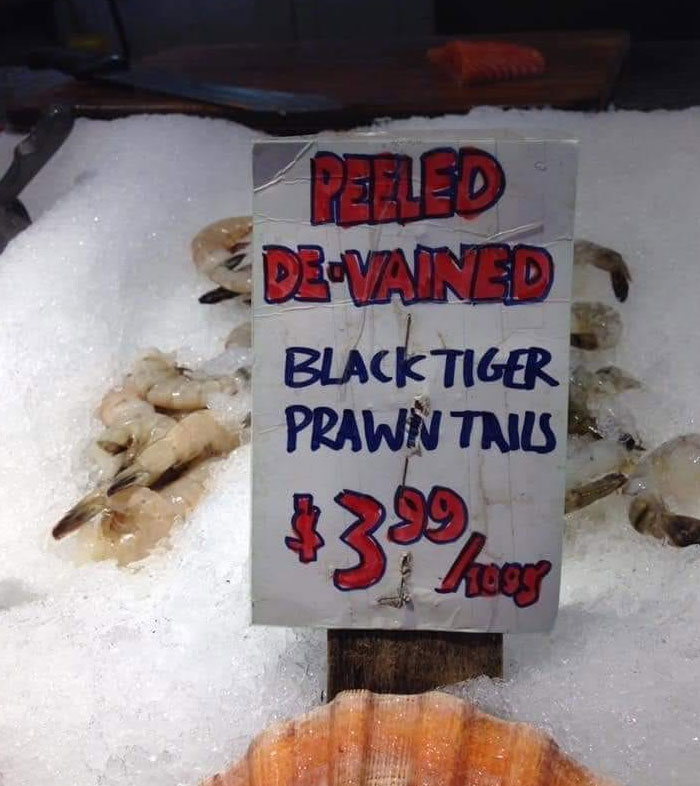 PEELED
DE-VAINED
BLACK TIGER
PRAWN TAILS
$3.99/100g